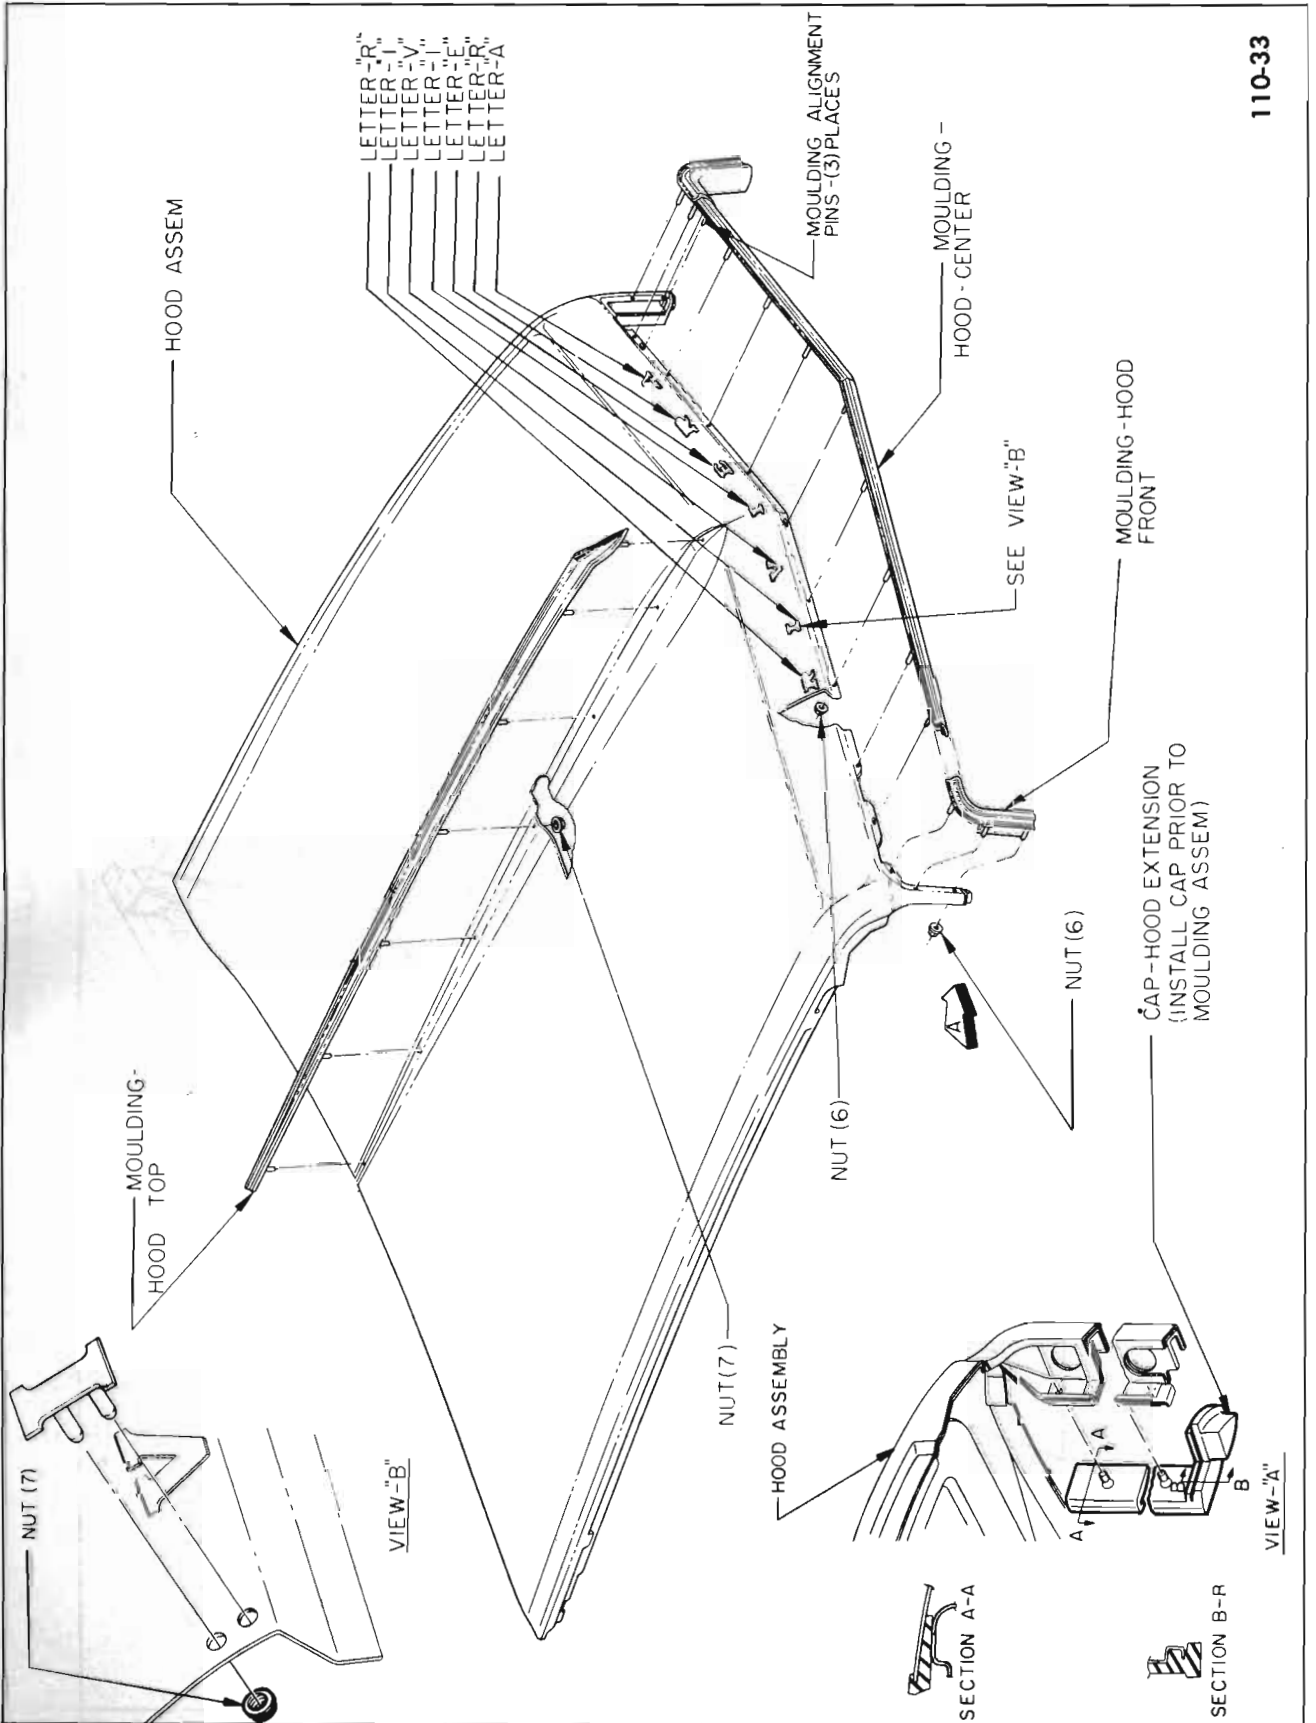 NUT (7)
VIEW-"B"
MOULDING-
HOOD TOP
HOOD ASSEM
LETTER-"R"
LETTER-"I"
LETTER-"V"
LETTER-"I"
LETTER-"E"
LETTER-"R"
LETTER-A
MOULDING ALIGNMENT
PINS-(3)PLACES
MOULDING-
HOOD-CENTER
SEE VIEW-"B"
MOULDING-HOOD
FRONT
NUT(7)
NUT(6)
A
NUT(6)
CAP-HOOD EXTENSION
(INSTALL CAP PRIOR TO
MOULDING ASSEM)
HOOD ASSEMBLY
A
A
B
VIEW-"A"
SECTION A-A
SECTION B-R
110-33